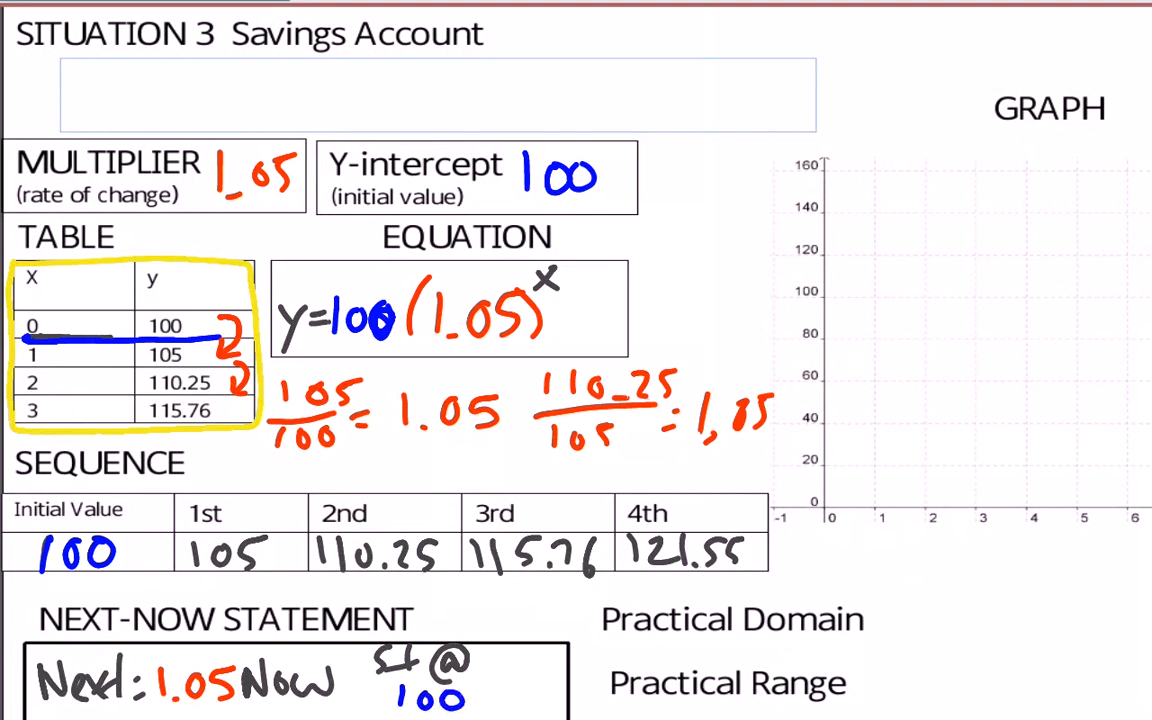 SITUATION 3 Savings Account
GRAPH
MULTIPLIER 1.05
(rate of change)
Y-intercept 100
(initial value)
TABLE
X y
0 100
1 105
2 110.25
3 115.76
EQUATION
y=100(1.05)^x
105/100 = 1.05
110.25/105 = 1.05
SEQUENCE
Initial Value 1st 2nd 3rd 4th
100 105 110.25 115.76 121.55
NEXT-NOW STATEMENT
Next = 1.05 Now st @
100
Practical Domain
Practical Range
160
140
120
100
80
60
40
20
0
-1 0 1 2 3 4 5 6